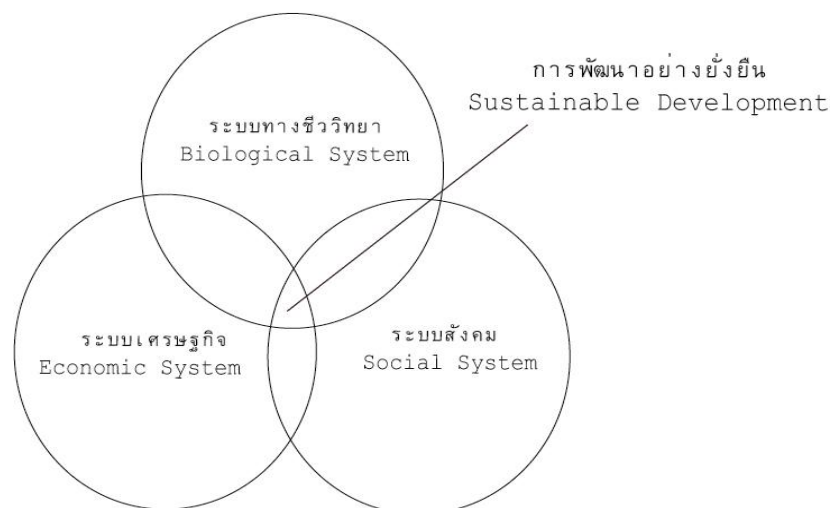 การพัฒนาอย่างยั่งยืน
Sustainable Development
ระบบทางชีววิทยา
Biological System
ระบบเศรษฐกิจ
Economic System
ระบบสังคม
Social System